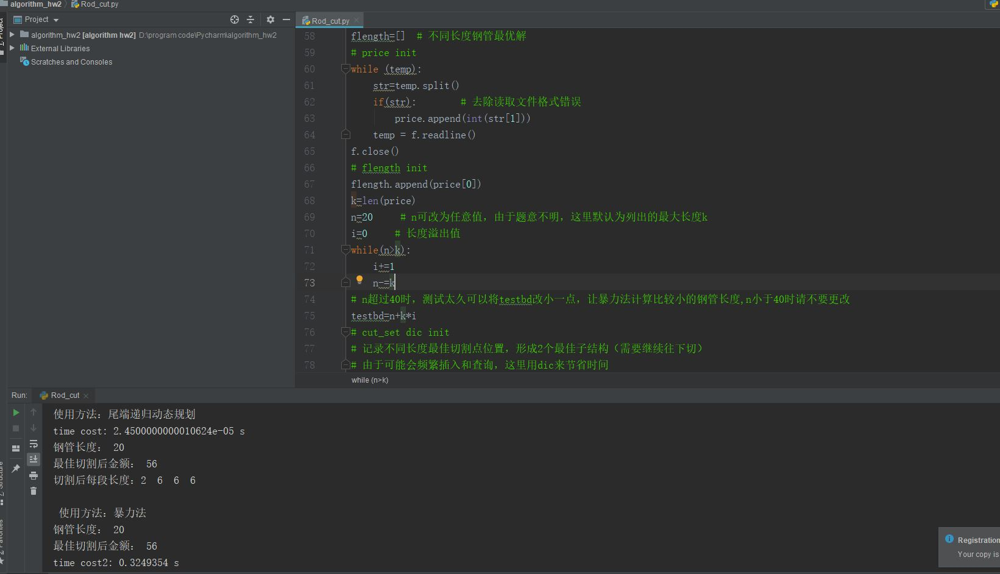 algorithm_hw2 Rod_cut.py
Project
Rod_cut.py
algorithm_hw2 [algorithm hw2] D:\program code\Pycharm\algorithm_hw2
External Libraries
Scratches and Consoles
58 flength=[]  # 不同长度钢管最优解
59 # price init
60 while (temp):
61     str=temp.split()
62     if(str):        # 去除读取文件格式错误
63         price.append(int(str[1]))
64     temp = f.readline()
65 f.close()
66 # flength init
67 flength.append(price[0])
68 k=len(price)
69 n=20     # n可改为任意值，由于题意不明，这里默认为列出的最大长度k
70 i=0     # 长度溢出值
71 while(n>k):
72     i+=1
73     n-=k
74 # n超过40时，测试太久可以将testbd改小一点，让暴力法计算比较小的钢管长度,n小于40时请不要更改
75 testbd=n+k*i
76 # cut_set dic init
77 # 记录不同长度最佳切割点位置，形成2个最佳子结构（需要继续往下切）
78 # 由于可能会频繁插入和查询，这里用dic来节省时间
while (n>k)
Run: Rod_cut
使用方法：尾端递归动态规划
time cost: 2.4500000000010624e-05 s
钢管长度： 20
最佳切割后金额： 56
切割后每段长度：2  6  6  6
使用方法：暴力法
钢管长度： 20
最佳切割后金额： 56
time cost2: 0.3249354 s
Registration
Your copy is